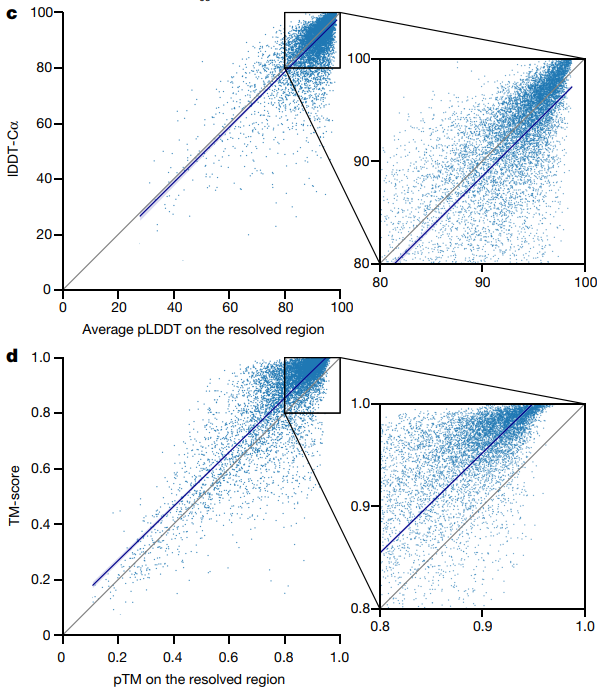 c
100
80
60
40
20
0
lDDT-Cα
0 20 40 60 80 100
Average pLDDT on the resolved region
100
90
80
80 90 100
d
1.0
0.8
0.6
0.4
0.2
0
TM-score
0 0.2 0.4 0.6 0.8 1.0
pTM on the resolved region
1.0
0.9
0.8
0.8 0.9 1.0